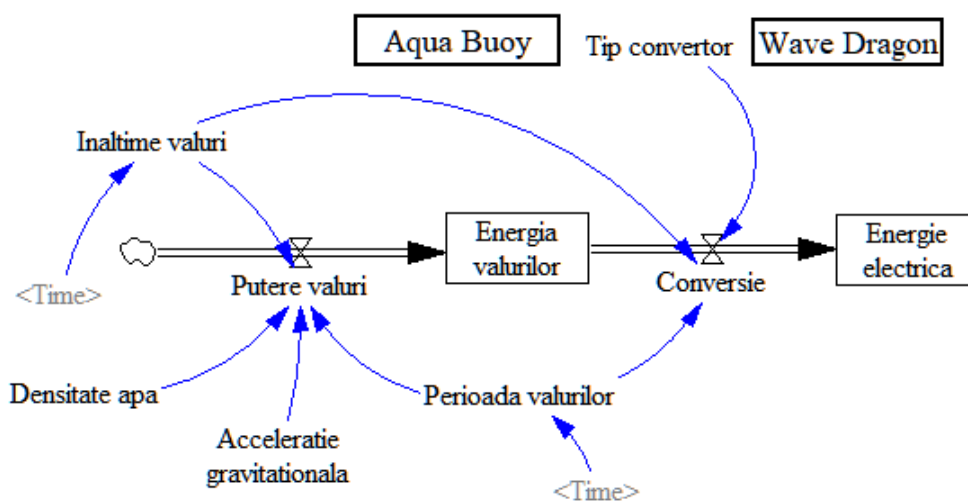 Aqua Buoy
Tip convertor
Wave Dragon
Inaltime valuri
Energia
valurilor
Energie
electrica
<Time>
Putere valuri
Conversie
Densitate apa
Perioada valurilor
Acceleratie
gravitationala
<Time>